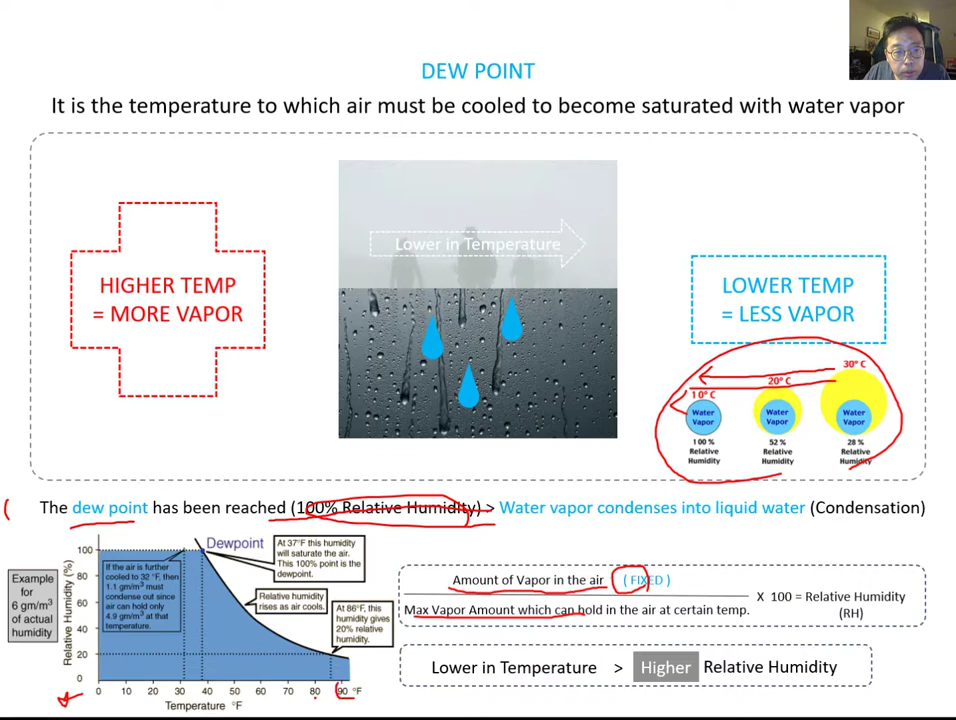 DEW POINT
It is the temperature to which air must be cooled to become saturated with water vapor
HIGHER TEMP
= MORE VAPOR
Lower in Temperature
LOWER TEMP
= LESS VAPOR
30° C
20° C
10° C
Water
Vapor
Water
Vapor
Water
Vapor
100 %
Relative
Humidity
52 %
Relative
Humidity
28 %
Relative
Humidity
The dew point has been reached (100% Relative Humidity) > Water vapor condenses into liquid water (Condensation)
Example
for
6 gm/m³
of actual
humidity
Relative Humidity (%)
100
80
60
40
20
0
Dewpoint
If the air is further
cooled to 32 °F, then
1.1 gm/m³ must
condense out since
air can hold only
4.9 gm/m³ at that
temperature.
At 37°F this humidity
will saturate the air.
This 100% point is the
dewpoint.
Relative humidity
rises as air cools.
At 86°F, this
humidity gives
20% relative
humidity.
0 10 20 30 40 50 60 70 80 90 °F
Temperature °F
Amount of Vapor in the air ( FIXED )
Max Vapor Amount which can hold in the air at certain temp.
X 100 = Relative Humidity
(RH)
Lower in Temperature > Higher Relative Humidity